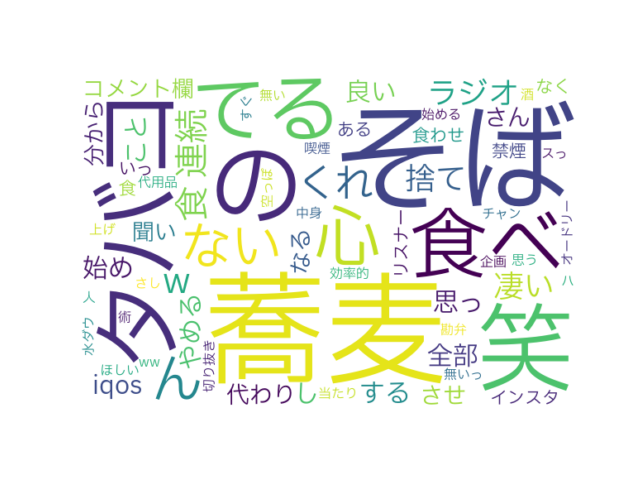 コメント欄
てる
良い
ラジオ
なく
無い
すぐ
酒
分から
タバコ
こと
連続
の
ある
始める
さん
そば
食わせ
禁煙
スっ
喫煙
いっ
代用品
食
食
空っぽ
くれ
捨て
聞い
ない
心
中身
リスナー
食べ
チャン
オードリー
上げ
なる
始め
w
効率的
企画
思う
凄い
ハ
人
さし
蕎麦
思っ
笑
術
やめる
勘弁
水ダウ
切り抜き
全部
ほしい
ww
ん
無いっ
iqos
代わり
し
当たり
する
させ
インスタ